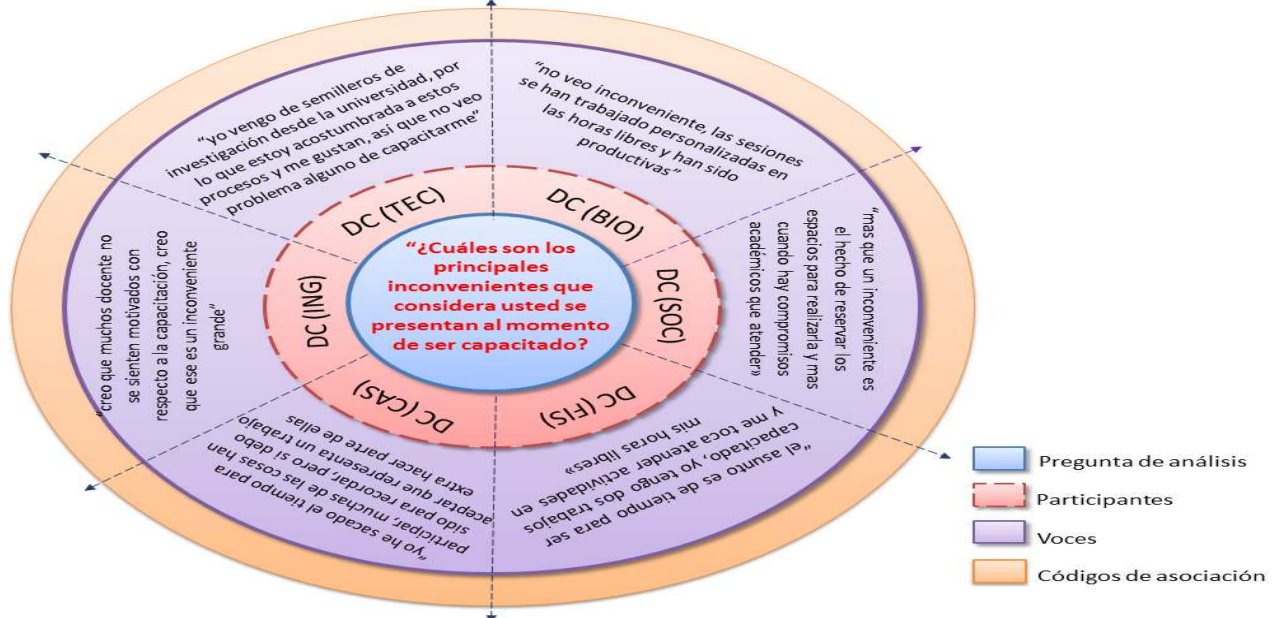 “yo vengo de semilleros de
investigación desde la universidad, por
lo que estoy acostumbrada a estos
procesos y me gustan, así que no veo
problema alguno de capacitarme”
“no veo inconveniente, las sesiones
se han trabajado personalizadas en
las horas libres y han sido
productivas”
“mas que un inconveniente es
el hecho de reservar los
espacios para realizarla y mas
cuando hay compromisos
académicos que atender»
“el asunto es de tiempo para ser
capacitado, yo tengo dos trabajos
y me toca atender actividades en
mis horas libres»
“yo he sacado el tiempo para
participar, muchas de las cosas han
sido para recordar, pero si debo
aceptar que representa un trabajo
extra hacer parte de ellas
“creo que muchos docente no
se sienten motivados con
respecto a la capacitación, creo
que ese es un inconveniente
grande”
DC (TEC)
DC (BIO)
DC (SOC)
DC (FIS)
DC (CAS)
DC (ING)
“¿Cuáles son los
principales
inconvenientes que
considera usted se
presentan al momento
de ser capacitado?
Pregunta de análisis
Participantes
Voces
Códigos de asociación